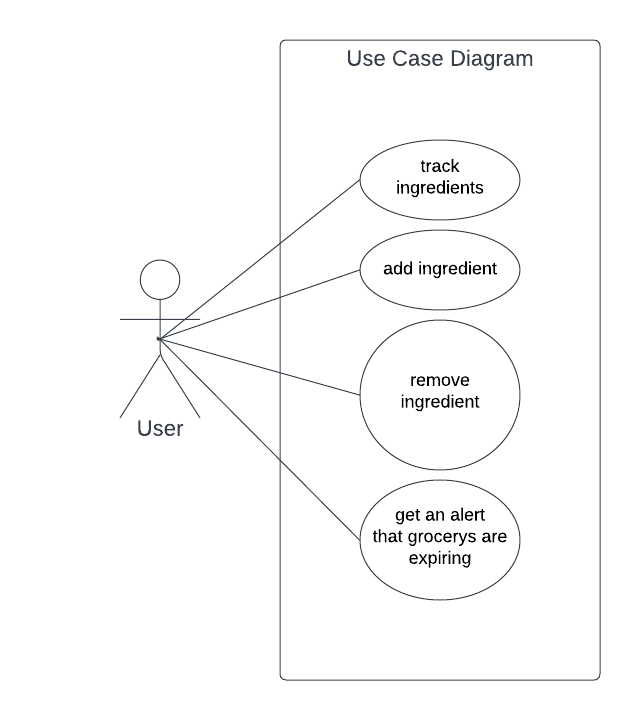 Use Case Diagram
track
ingredients
add ingredient
remove
ingredient
User
get an alert
that grocerys are
expiring